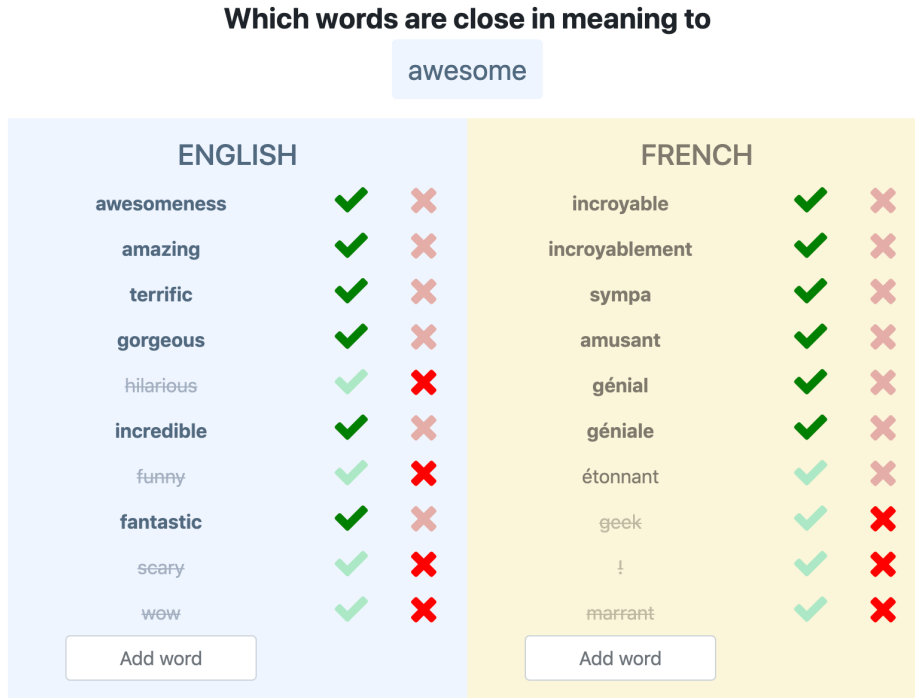 Which words are close in meaning to
awesome
ENGLISH
awesomeness
amazing
terrific
gorgeous
hilarious
incredible
funny
fantastic
scary
wow
Add word
FRENCH
incroyable
incroyablement
sympa
amusant
génial
géniale
étonnant
geek
!
marrant
Add word